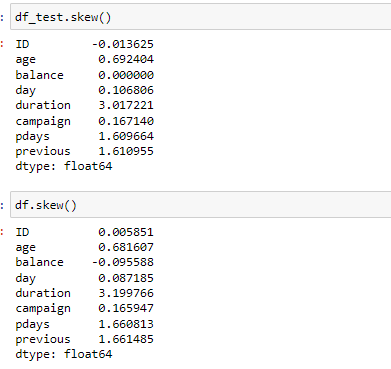 : df_test.skew()
: ID -0.013625
age 0.692404
balance 0.000000
day 0.106806
duration 3.017221
campaign 0.167140
pdays 1.609664
previous 1.610955
dtype: float64
: df.skew()
: ID 0.005851
age 0.681607
balance -0.095588
day 0.087185
duration 3.199766
campaign 0.165947
pdays 1.660813
previous 1.661485
dtype: float64